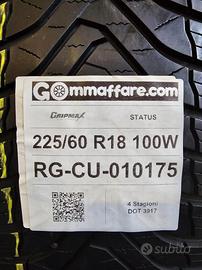 GOmmaffare.com
GRIPMAX
STATUS
225/60 R18 100W
RG-CU-010175
4 Stagioni
DOT 3917
subito